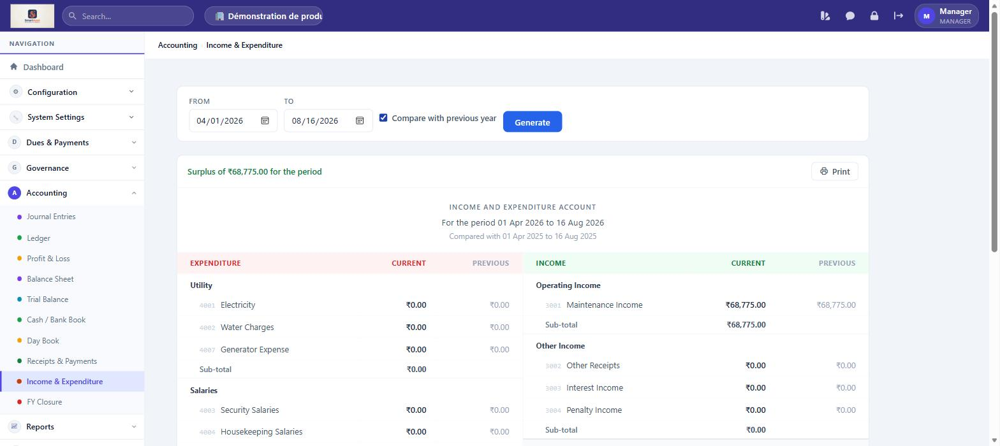 Search...
Démonstration de produ
M
Manager
MANAGER
NAVIGATION
Accounting
Income & Expenditure
Dashboard
Configuration
System Settings
D Dues & Payments
G Governance
A Accounting
Journal Entries
Ledger
Profit & Loss
Balance Sheet
Trial Balance
Cash / Bank Book
Day Book
Receipts & Payments
Income & Expenditure
FY Closure
Reports
FROM
TO
04/01/2026
08/16/2026
Compare with previous year
Generate
Surplus of ₹68,775.00 for the period
Print
INCOME AND EXPENDITURE ACCOUNT
For the period 01 Apr 2026 to 16 Aug 2026
Compared with 01 Apr 2025 to 16 Aug 2025
EXPENDITURE CURRENT PREVIOUS
Utility
4001 Electricity ₹0.00 ₹0.00
4002 Water Charges ₹0.00 ₹0.00
4007 Generator Expense ₹0.00 ₹0.00
Sub-total ₹0.00
Salaries
4003 Security Salaries ₹0.00 ₹0.00
4004 Housekeeping Salaries ₹0.00 ₹0.00
INCOME CURRENT PREVIOUS
Operating Income
3001 Maintenance Income ₹68,775.00 ₹68,775.00
Sub-total ₹68,775.00
Other Income
3002 Other Receipts ₹0.00 ₹0.00
3003 Interest Income ₹0.00 ₹0.00
3004 Penalty Income ₹0.00 ₹0.00
Sub-total ₹0.00